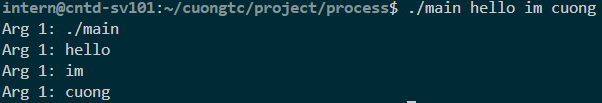 intern@cntd-sv101:~/cuongtc/project/process$ ./main hello im cuong
Arg 1: ./main
Arg 1: hello
Arg 1: im
Arg 1: cuong